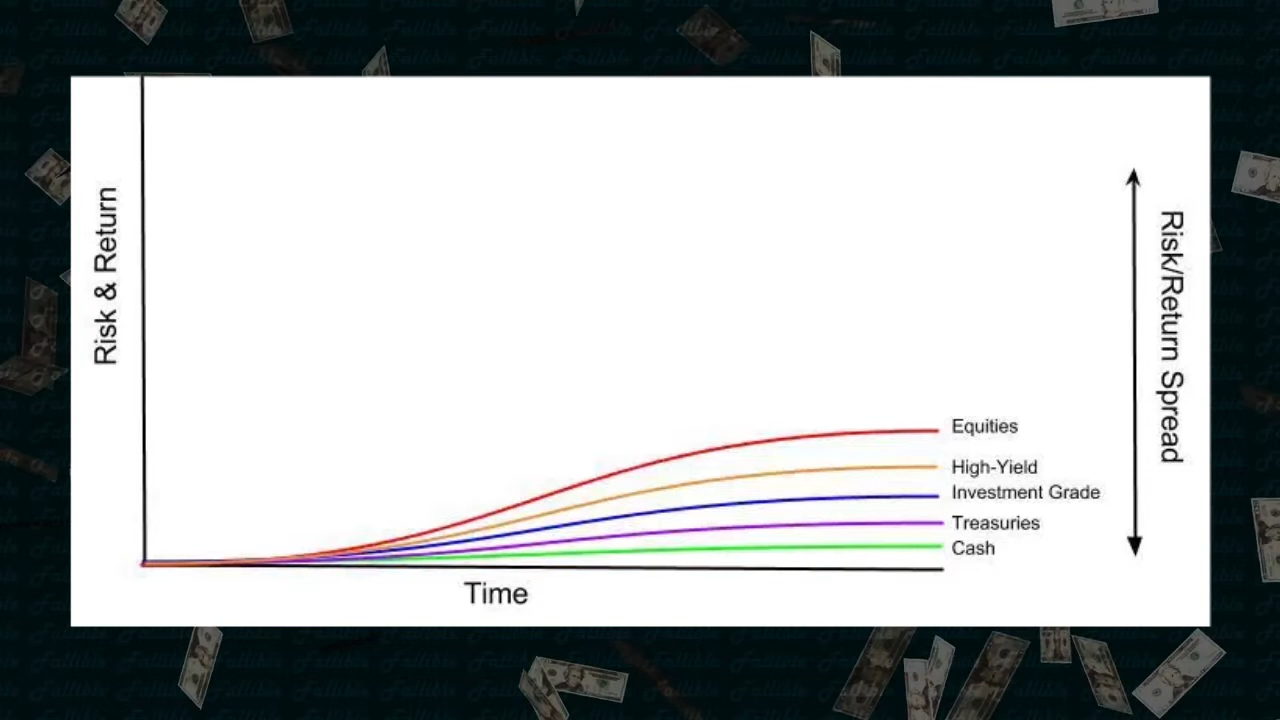 Risk & Return
Equities
High-Yield
Investment Grade
Treasuries
Cash
Time
Risk/Return Spread